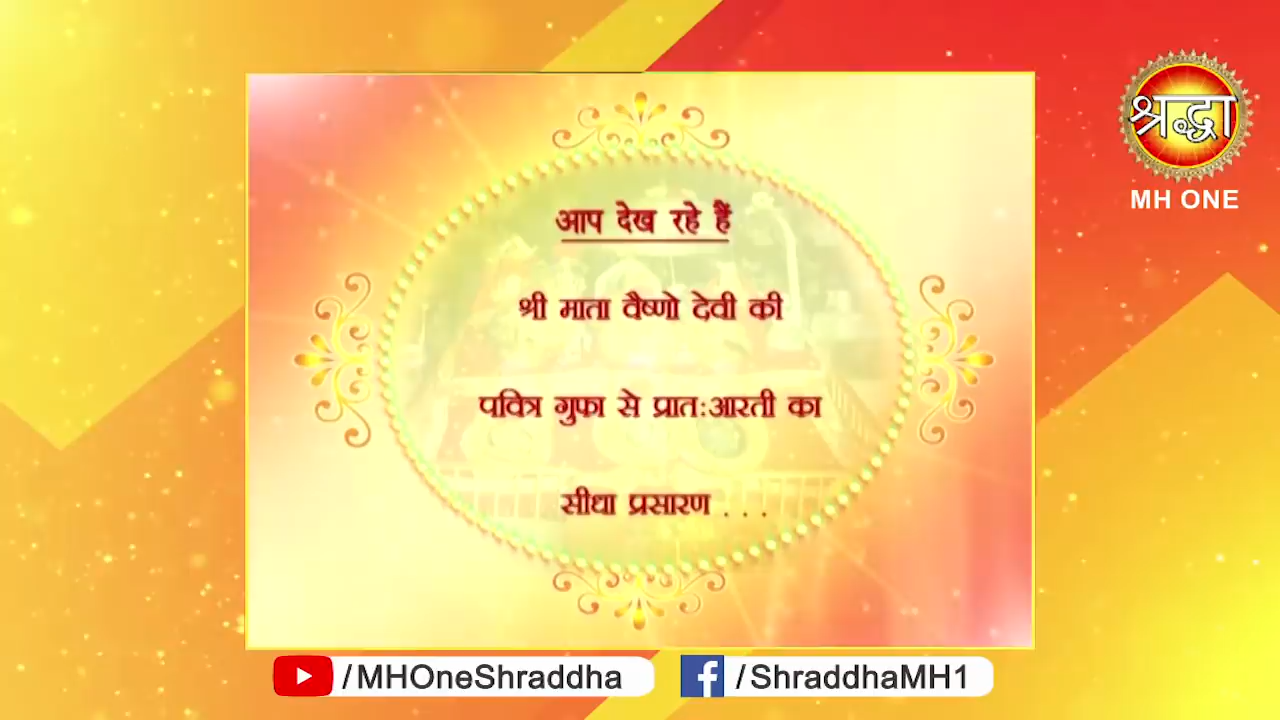 श्रद्धा
MH ONE
आप देख रहे हैं
श्री माता वैष्णो देवी की
पवित्र गुफा से प्रातःआरती का
सीधा प्रसारण . . .
/MHOneShraddha
/ShraddhaMH1